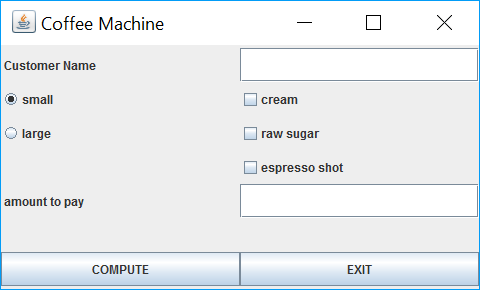 Coffee Machine
Customer Name
small cream
large raw sugar
espresso shot
amount to pay
COMPUTE EXIT